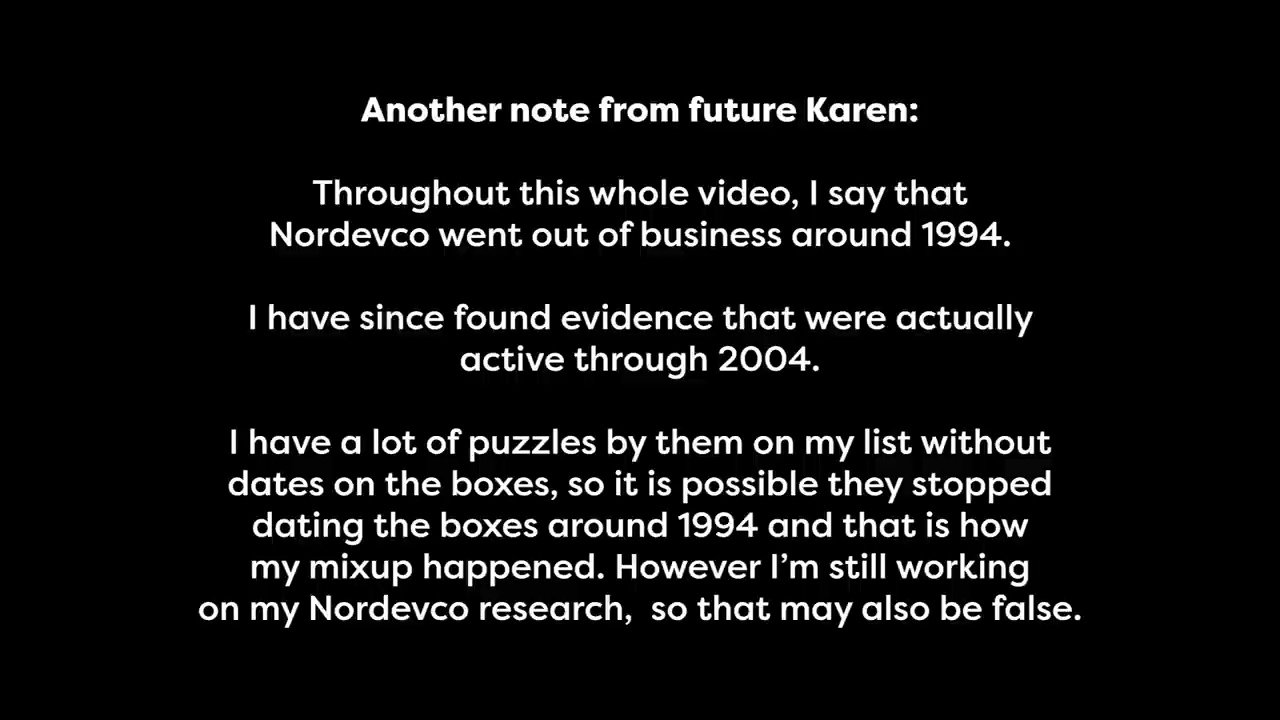 Another note from future Karen:
Throughout this whole video, I say that
Nordevco went out of business around 1994.
I have since found evidence that were actually
active through 2004.
I have a lot of puzzles by them on my list without
dates on the boxes, so it is possible they stopped
dating the boxes around 1994 and that is how
my mixup happened. However I’m still working
on my Nordevco research,  so that may also be false.